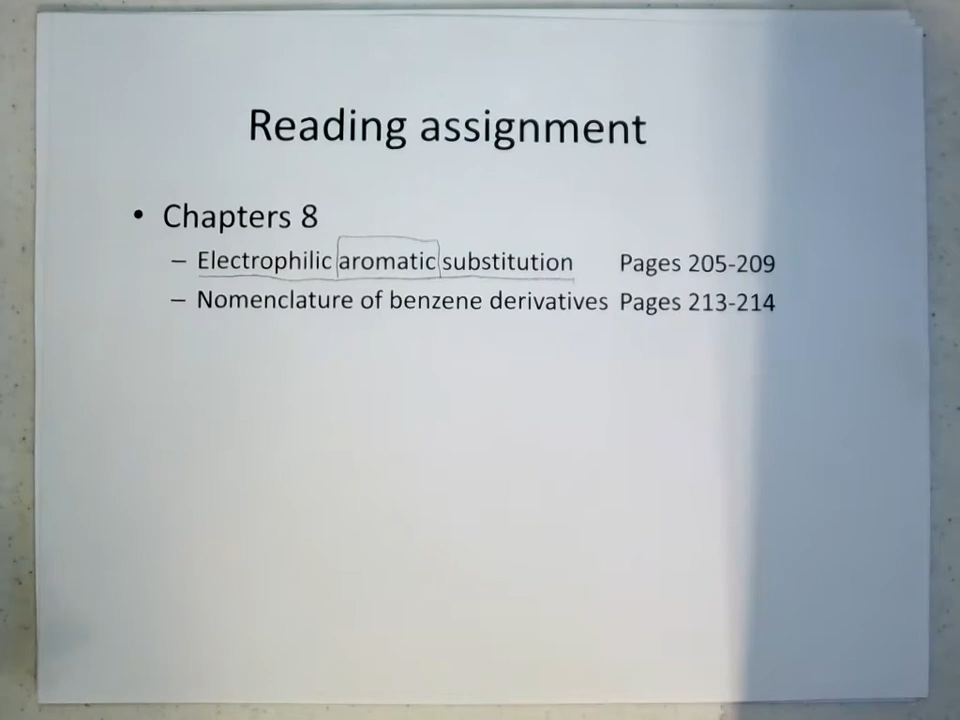 Reading assignment
• Chapters 8
– Electrophilic aromatic substitution Pages 205-209
– Nomenclature of benzene derivatives Pages 213-214